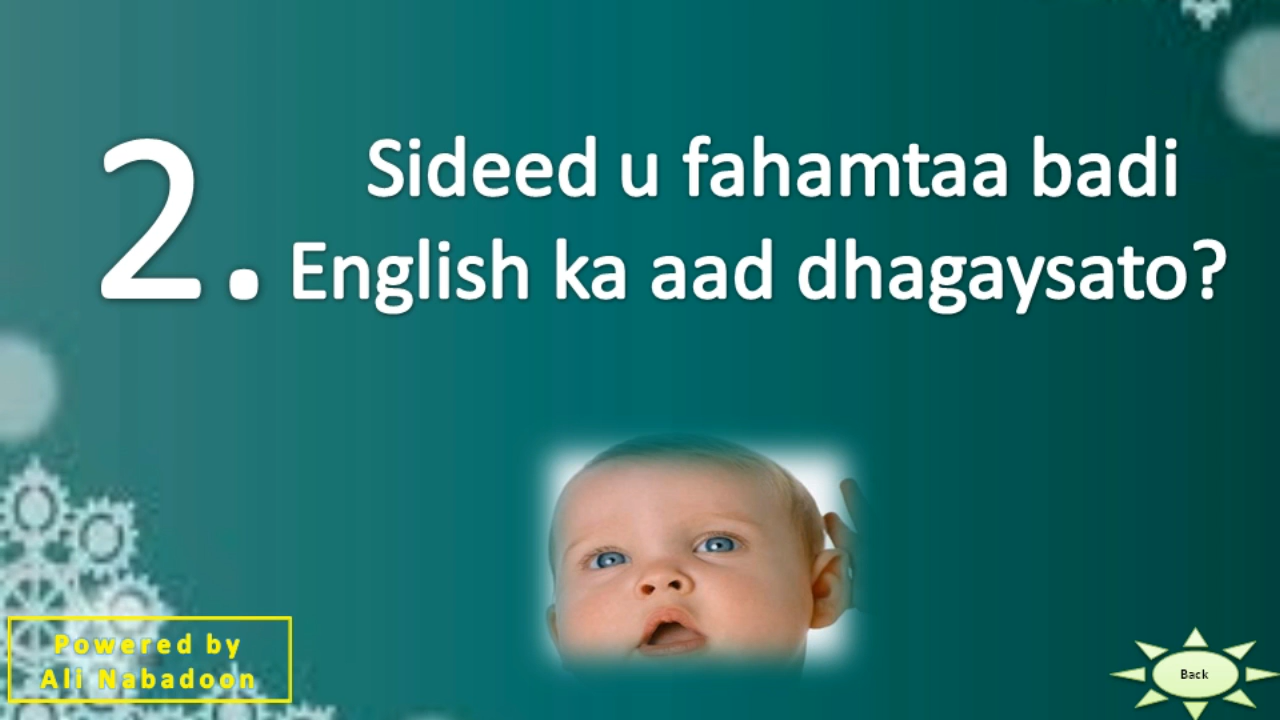 2.
Sideed u fahamtaa badi
English ka aad dhagaysato?
Powered by
Ali Nabadoon
Back